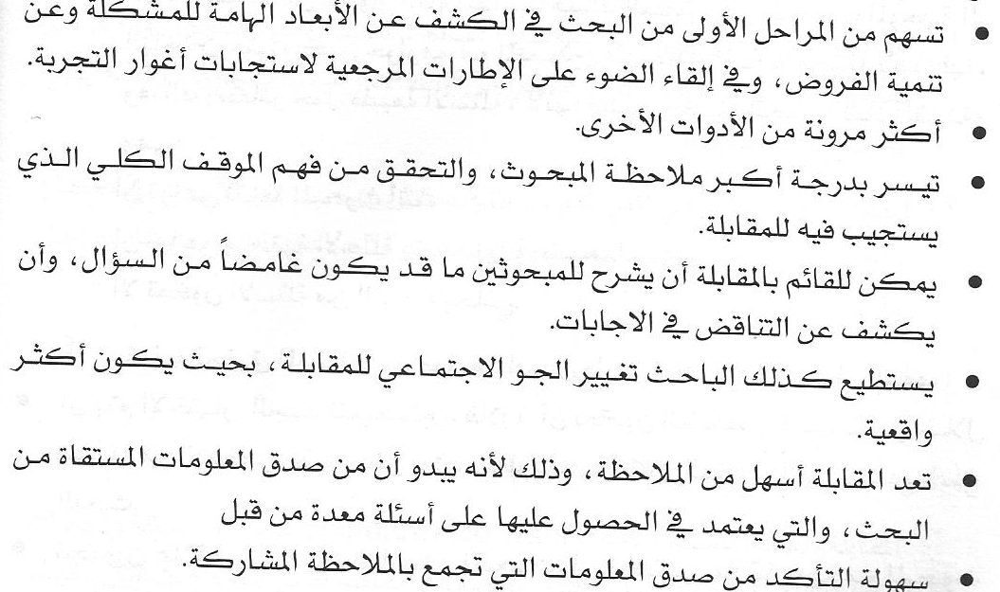 • تسهم من المراحل الأولى من البحث في الكشف عن الأبعاد الهامة للمشكلة وعن
تنمية الفروض، وفي إلقاء الضوء على الإطارات المرجعية لاستجابات أغوار التجربة.
• أكثر مرونة من الأدوات الأخرى.
• تيسر بدرجة أكبر ملاحظة المبحوث، والتحقق من فهم الموقف الكلي الذي
يستجيب فيه للمقابلة.
• يمكن للقائم بالمقابلة أن يشرح للمبحوثين ما قد يكون غامضاً من السؤال، وأن
يكشف عن التناقض في الاجابات.
• يستطيع كذلك الباحث تغيير الجو الاجتماعي للمقابلة، بحيث يكون أكثر
واقعية.
• تعد المقابلة أسهل من الملاحظة، وذلك لأنه يبدو أن من صدق المعلومات المستقاة من
البحث، والتي يعتمد في الحصول عليها على أسئلة معدة من قبل
• سهولة التأكد من صدق المعلومات التي تجمع بالملاحظة المشاركة.